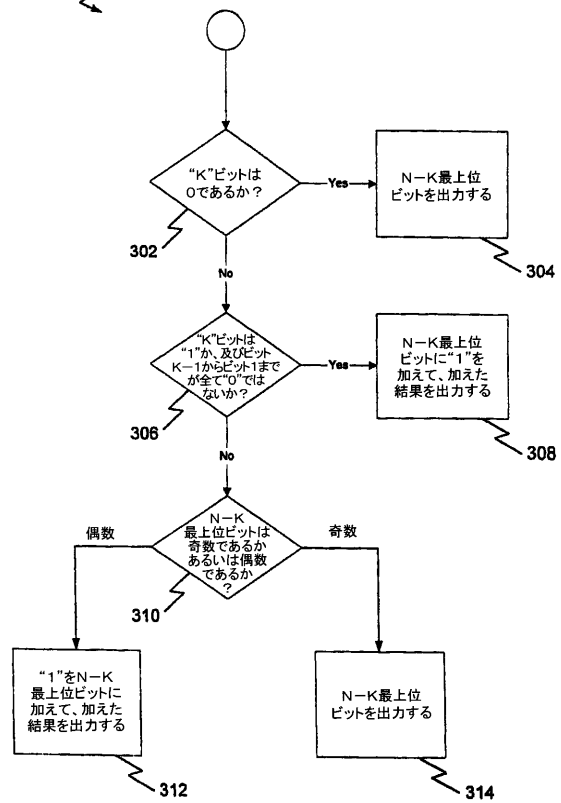 “K”ビットは
0であるか？
Yes
N－K最上位
ビットを出力する
302
304
No
“K”ビットは
“1”か、及びビット
K－1からビット1まで
が全て“0”では
ないか？
Yes
N－K最上位
ビットに“1”を
加えて、加えた
結果を出力する
306
308
No
N－K
最上位ビットは
奇数であるか
あるいは偶数
であるか
？
偶数
奇数
310
“1”をN－K
最上位ビットに
加えて、加えた
結果を出力する
N－K最上位
ビットを出力する
312
314